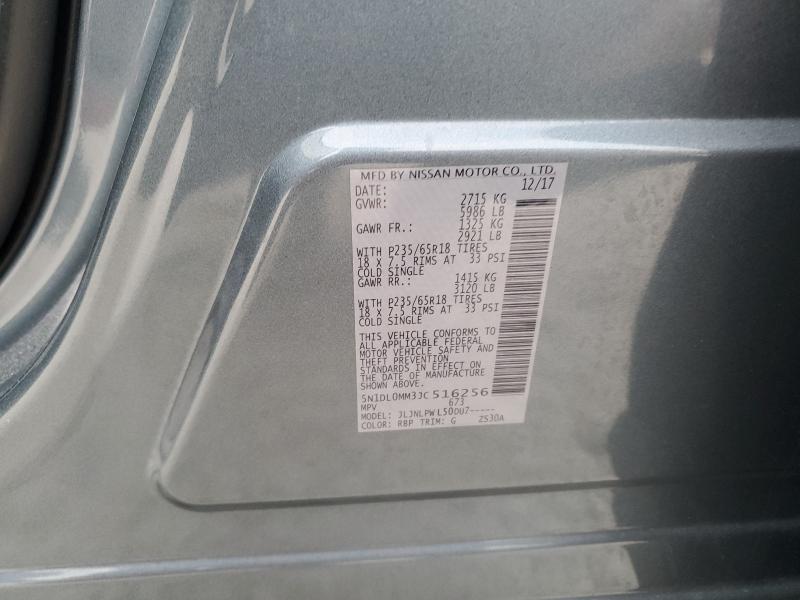 MFD BY NISSAN MOTOR CO., LTD.
DATE: 12/17
GVWR: 2715 KG
5986 LB
GAWR FR.: 1325 KG
2921 LB
WITH P235/65R18 TIRES
18 X 7.5 RIMS AT 33 PSI
COLD SINGLE
GAWR RR.: 1415 KG
3120 LB
WITH P235/65R18 TIRES
18 X 7.5 RIMS AT 33 PSI
COLD SINGLE
THIS VEHICLE CONFORMS TO
ALL APPLICABLE FEDERAL
MOTOR VEHICLE SAFETY AND
THEFT PREVENTION
STANDARDS IN EFFECT ON
THE DATE OF MANUFACTURE
SHOWN ABOVE.
5N1DL0MM3JC516256
MPV 673
MODEL: JLJNLPWL50DU7-----
COLOR: RBP TRIM: G ZS30A